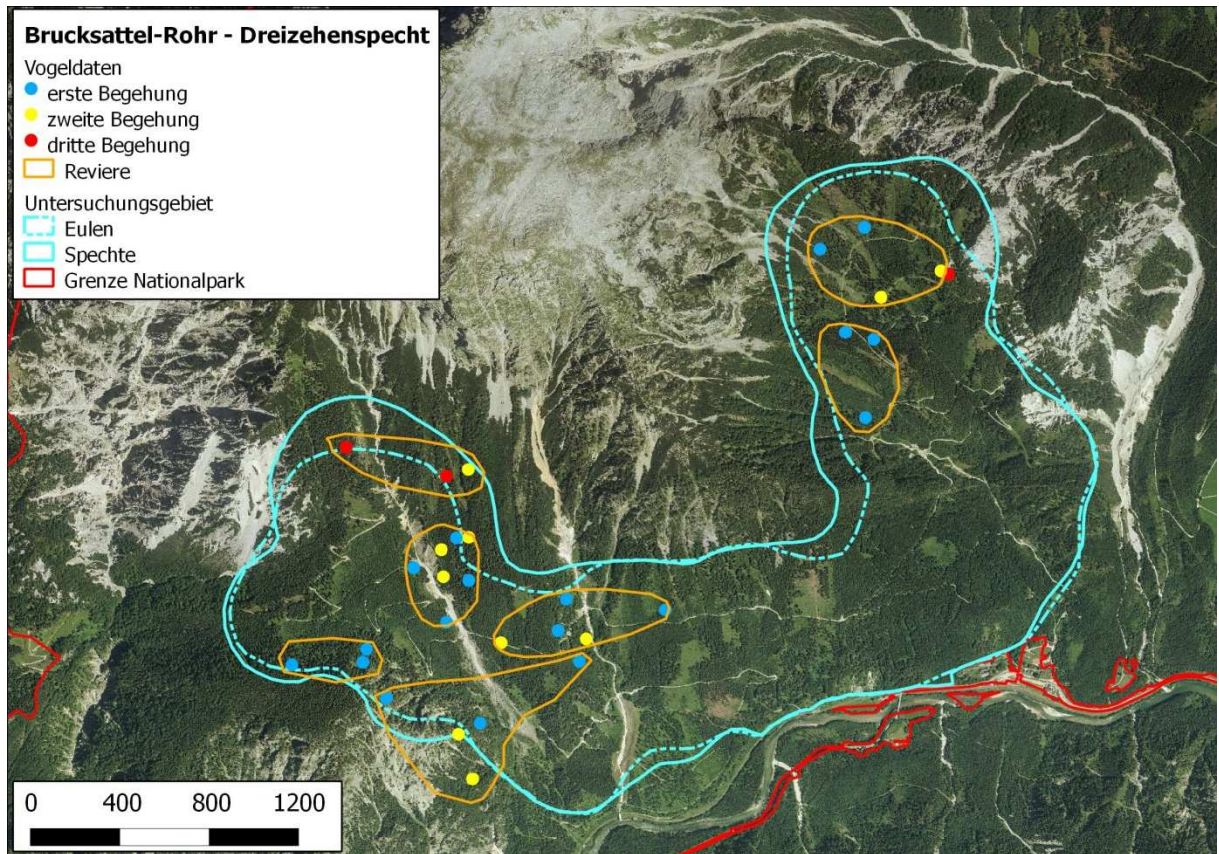 Brucksattel-Rohr - Dreizehenspecht
Vogeldaten
erste Begehung
zweite Begehung
dritte Begehung
Reviere
Untersuchungsgebiet
Eulen
Spechte
Grenze Nationalpark
0 400 800 1200